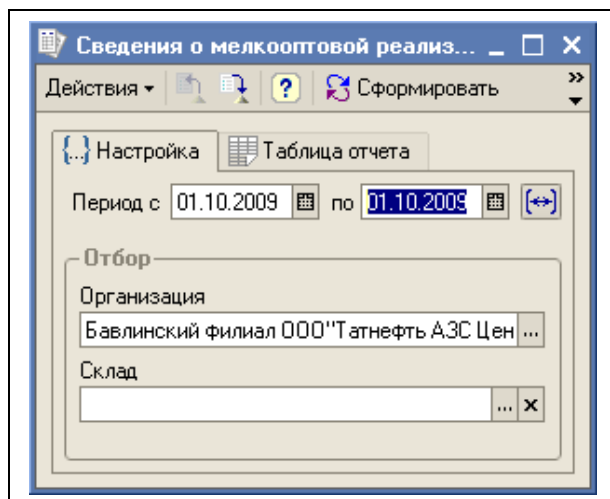 Сведения о мелкооптовой реализ...
Действия Сформировать
{...} Настройка Таблица отчета
Период с 01.10.2009 по 01.10.2009
Отбор
Организация
Бавлинский филиал ООО"Татнефть АЗС Цен ...
Склад
...